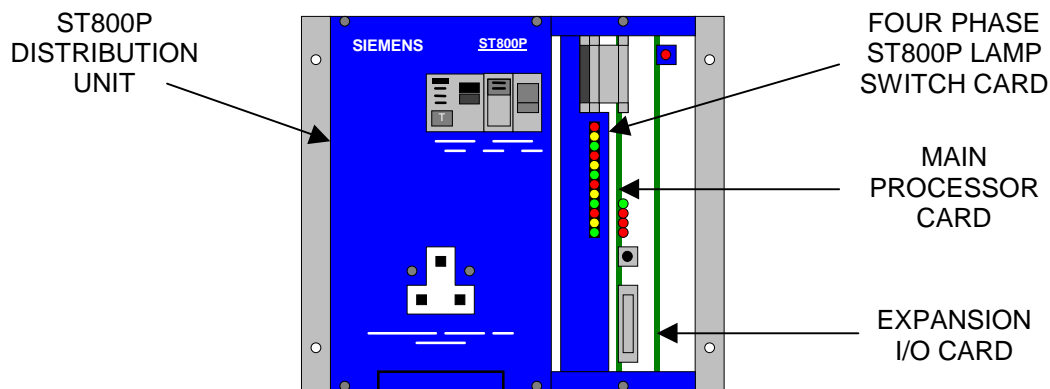 ST800P
DISTRIBUTION
UNIT
SIEMENS
ST800P
T
FOUR PHASE
ST800P LAMP
SWITCH CARD
MAIN
PROCESSOR
CARD
EXPANSION
I/O CARD